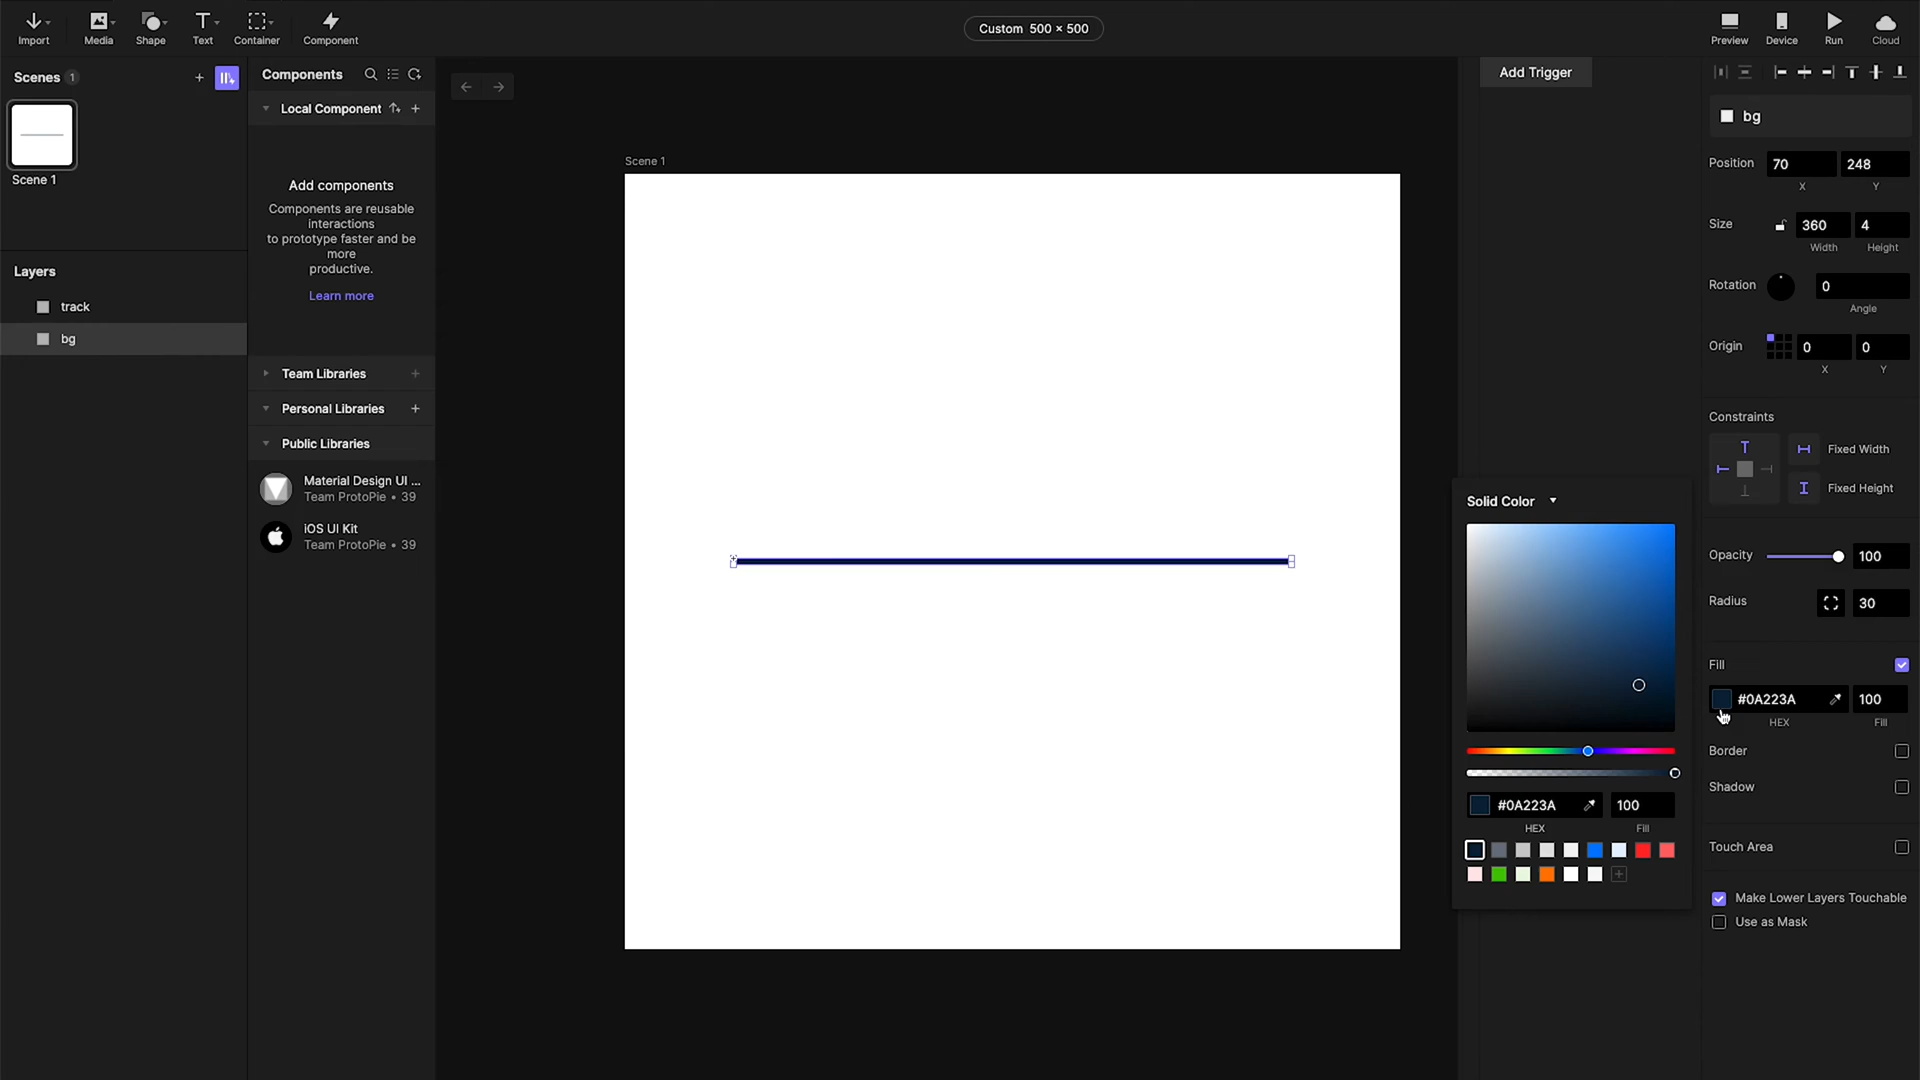 Import
Media
Shape
Text
Container
Component
Custom 500 × 500
Preview
Device
Run
Cloud
Scenes 1
Scene 1
Layers
track
bg
Components
Local Component
Add components
Components are reusable
interactions
to prototype faster and be
more
productive.
Learn more
Team Libraries
Personal Libraries
Public Libraries
Material Design UI ...
Team ProtoPie • 39
iOS UI Kit
Team ProtoPie • 39
Scene 1
Add Trigger
Solid Color
#0A223A 100
HEX Fill
bg
Position 70 248
X Y
Size 360 4
Width Height
Rotation 0
Angle
Origin 0 0
X Y
Constraints
Fixed Width
Fixed Height
Opacity 100
Radius 30
Fill
#0A223A 100
HEX Fill
Border
Shadow
Touch Area
Make Lower Layers Touchable
Use as Mask